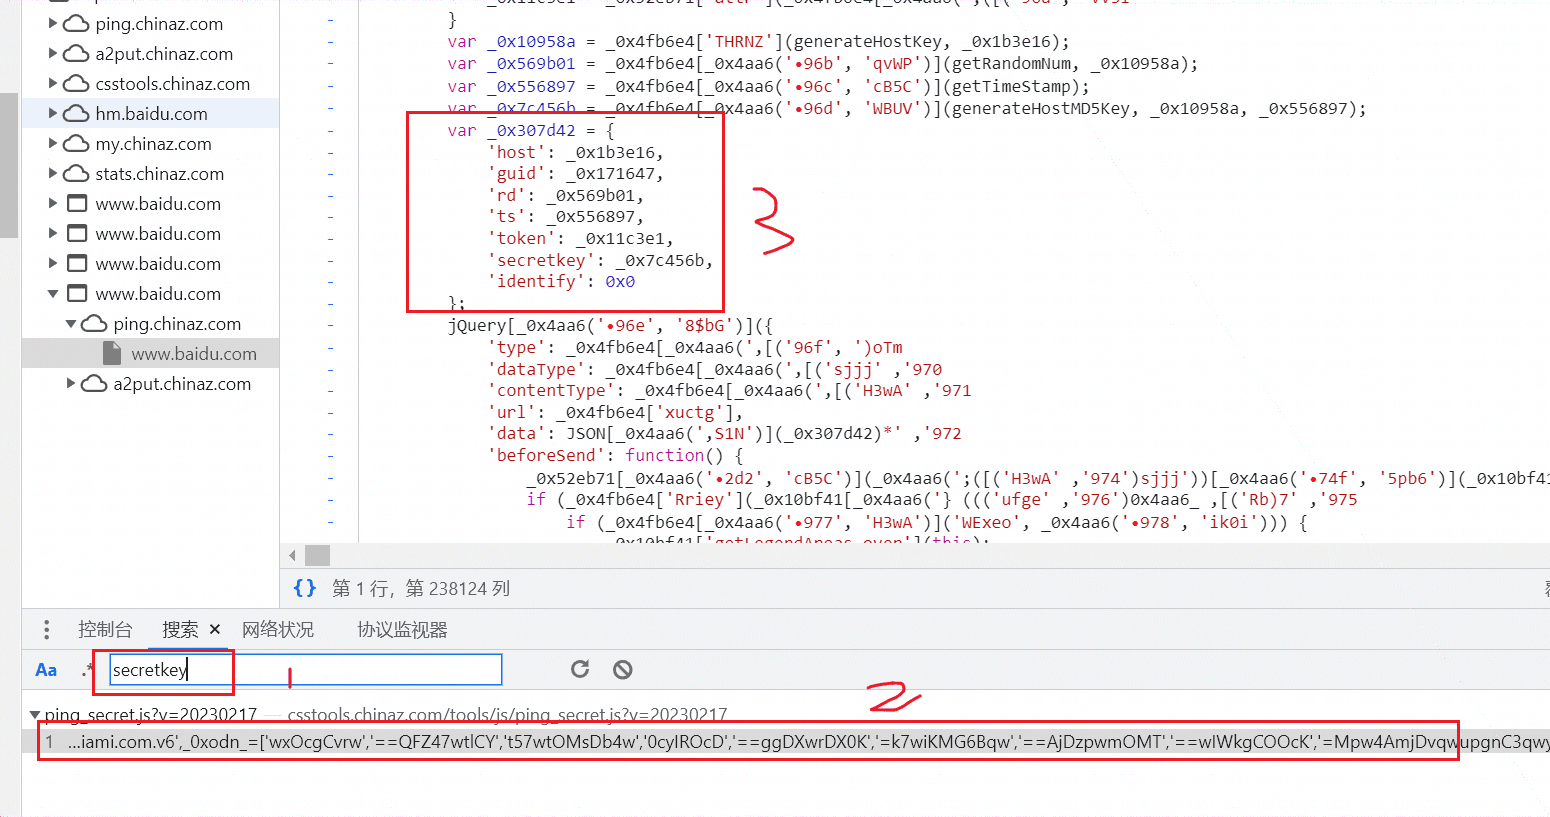 ping.chinaz.com
a2put.chinaz.com
csstools.chinaz.com
hm.baidu.com
my.chinaz.com
stats.chinaz.com
www.baidu.com
www.baidu.com
www.baidu.com
www.baidu.com
ping.chinaz.com
www.baidu.com
a2put.chinaz.com
}
var _0x10958a = _0x4fb6e4['THRNZ'](generateHostKey, _0x1b3e16);
var _0x569b01 = _0x4fb6e4[_0x4aa6('•96b', 'qvWP')](getRandomNum, _0x10958a);
var _0x556897 = _0x4fb6e4[_0x4aa6('•96c', 'cB5C')](getTimeStamp);
var _0x7c456b = _0x4fb6e4[_0x4aa6('•96d', 'WBUV')](generateHostMD5Key, _0x10958a, _0x556897);
var _0x307d42 = {
'host': _0x1b3e16,
'guid': _0x171647,
'rd': _0x569b01,
'ts': _0x556897,
'token': _0x11c3e1,
'secretkey': _0x7c456b,
'identify': 0x0
};
jQuery[_0x4aa6('•96e', '8$bG')]({
'type': _0x4fb6e4[_0x4aa6(',[('96f', ')oTm
'dataType': _0x4fb6e4[_0x4aa6(',[('sjjj' ,'970
'contentType': _0x4fb6e4[_0x4aa6(',[('H3wA' ,'971
'url': _0x4fb6e4['xuctg'],
'data': JSON[_0x4aa6(',S1N')](_0x307d42)*' ,'972
'beforeSend': function() {
_0x52eb71[_0x4aa6('•2d2', 'cB5C')](_0x4aa6(';([('H3wA' ,'974')sjjj'))[_0x4aa6('•74f', '5pb6')](_0x10bf41
if (_0x4fb6e4['Rriey'](_0x10bf41[_0x4aa6('} ((('ufge' ,'976')0x4aa6_ ,[('Rb)7' ,'975
if (_0x4fb6e4[_0x4aa6('•977', 'H3wA')]('WExeo', _0x4aa6('•978', 'ik0i'))) {
3
{} 第 1 行，第 238124 列
控制台 搜索 × 网络状况 协议监视器
Aa .* secretkey
1
2
ping_secret.js?v=20230217 — csstools.chinaz.com/tools/js/ping_secret.js?v=20230217
1 …iami.com.v6',_0xodn_=['wxOcgCvrw','==QFZ47wtlCY','t57wtOMsDb4w','0cyIROcD','==ggDXwrDX0K','=k7wiKMG6Bqw','==AjDzpwmOMT','==wIWkgCOOcK','=Mpw4AmjDvqwupgnC3qwy